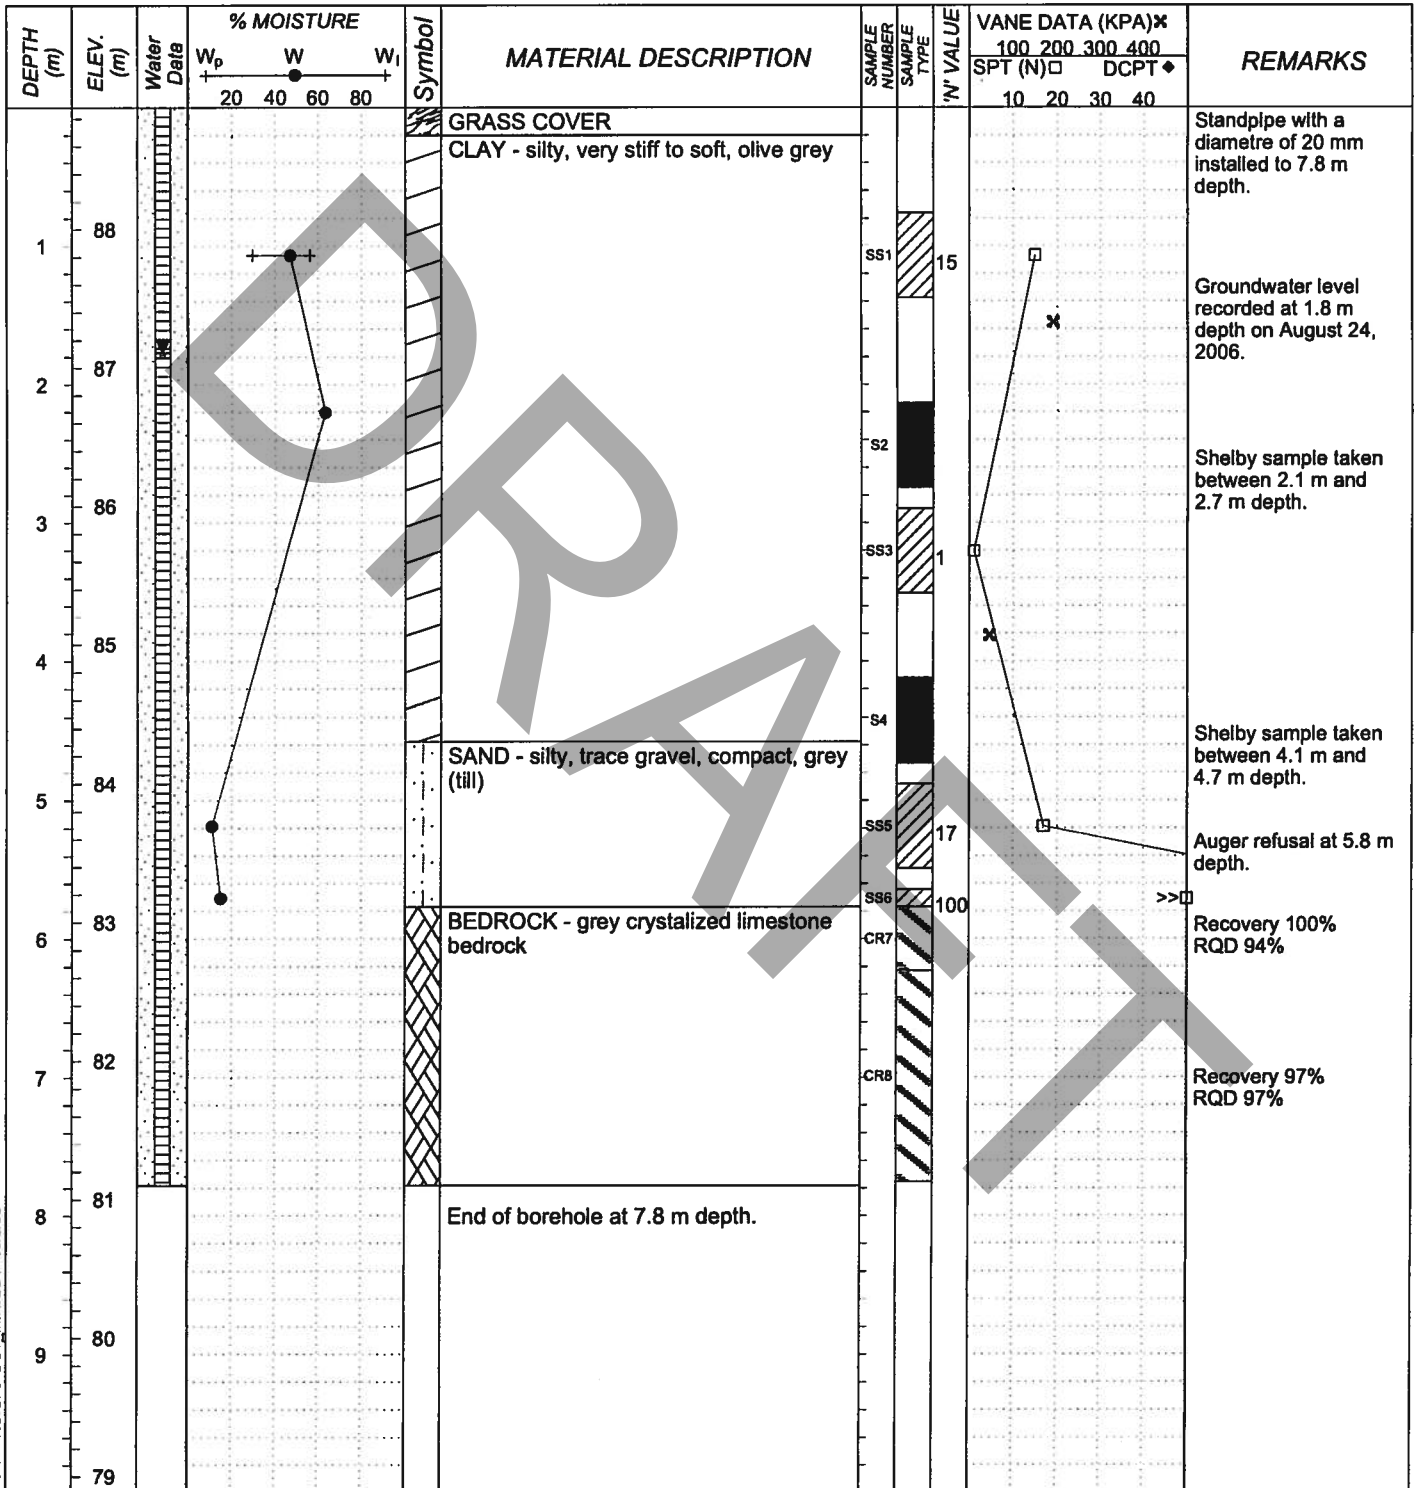 DEPTH (m)
ELEV. (m)
Water Data
% MOISTURE
Wp W Wl
20 40 60 80
Symbol
MATERIAL DESCRIPTION
SAMPLE NUMBER
SAMPLE TYPE
'N' VALUE
VANE DATA (KPA)✖
100 200 300 400
SPT (N)□ DCPT◆
10 20 30 40
REMARKS
GRASS COVER
CLAY - silty, very stiff to soft, olive grey
Standpipe with a
diametre of 20 mm
installed to 7.8 m
depth.
88
1
SS1
15
Groundwater level
recorded at 1.8 m
depth on August 24,
2006.
87
2
S2
Shelby sample taken
between 2.1 m and
2.7 m depth.
86
3
SS3
1
85
4
S4
Shelby sample taken
between 4.1 m and
4.7 m depth.
SAND - silty, trace gravel, compact, grey
(till)
84
5
SS5
17
Auger refusal at 5.8 m
depth.
SS6
100
>>□
BEDROCK - grey crystalized limestone
bedrock
83
6
CR7
Recovery 100%
RQD 94%
82
7
CR8
Recovery 97%
RQD 97%
81
8
End of borehole at 7.8 m depth.
80
9
79
DRAFT